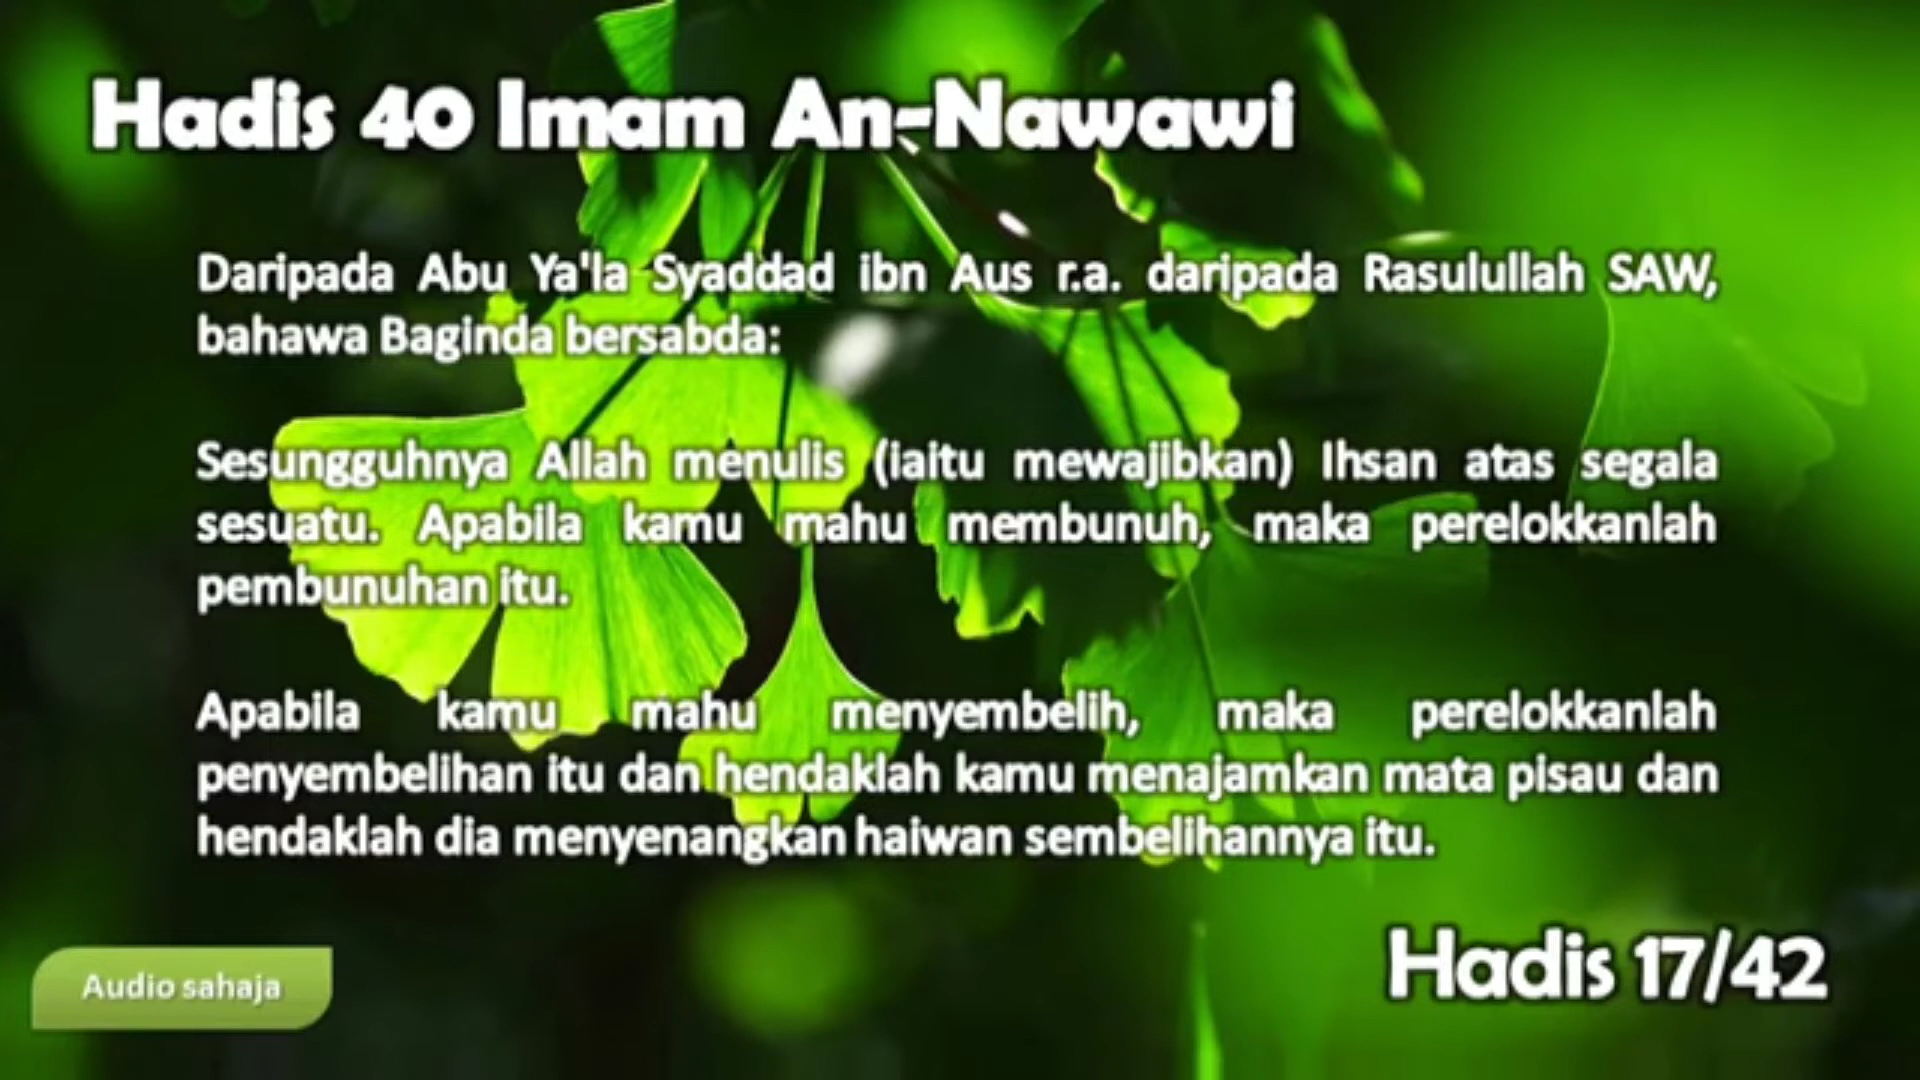 Hadis 40 Imam An-Nawawi
Daripada Abu Ya'la Syaddad ibn Aus r.a. daripada Rasulullah SAW,
bahawa Baginda bersabda:
Sesungguhnya Allah menulis (iaitu mewajibkan) Ihsan atas segala
sesuatu. Apabila kamu mahu membunuh, maka perelokkanlah
pembunuhan itu.
Apabila kamu mahu menyembelih, maka perelokkanlah
penyembelihan itu dan hendaklah kamu menajamkan mata pisau dan
hendaklah dia menyenangkan haiwan sembelihannya itu.
Audio sahaja
Hadis 17/42